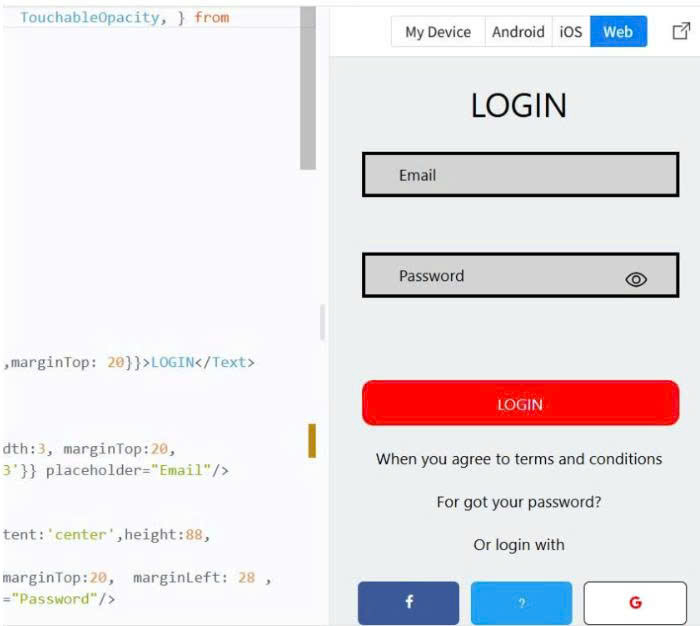 TouchableOpacity, } from
,marginTop: 20}}>LOGIN</Text>
dth:3, marginTop:20,
3'}} placeholder="Email"/>
tent:'center',height:88,
marginTop:20,  marginLeft: 28 ,
="Password"/>
My Device Android iOS Web
LOGIN
Email
Password
LOGIN
When you agree to terms and conditions
For got your password?
Or login with
f ? G